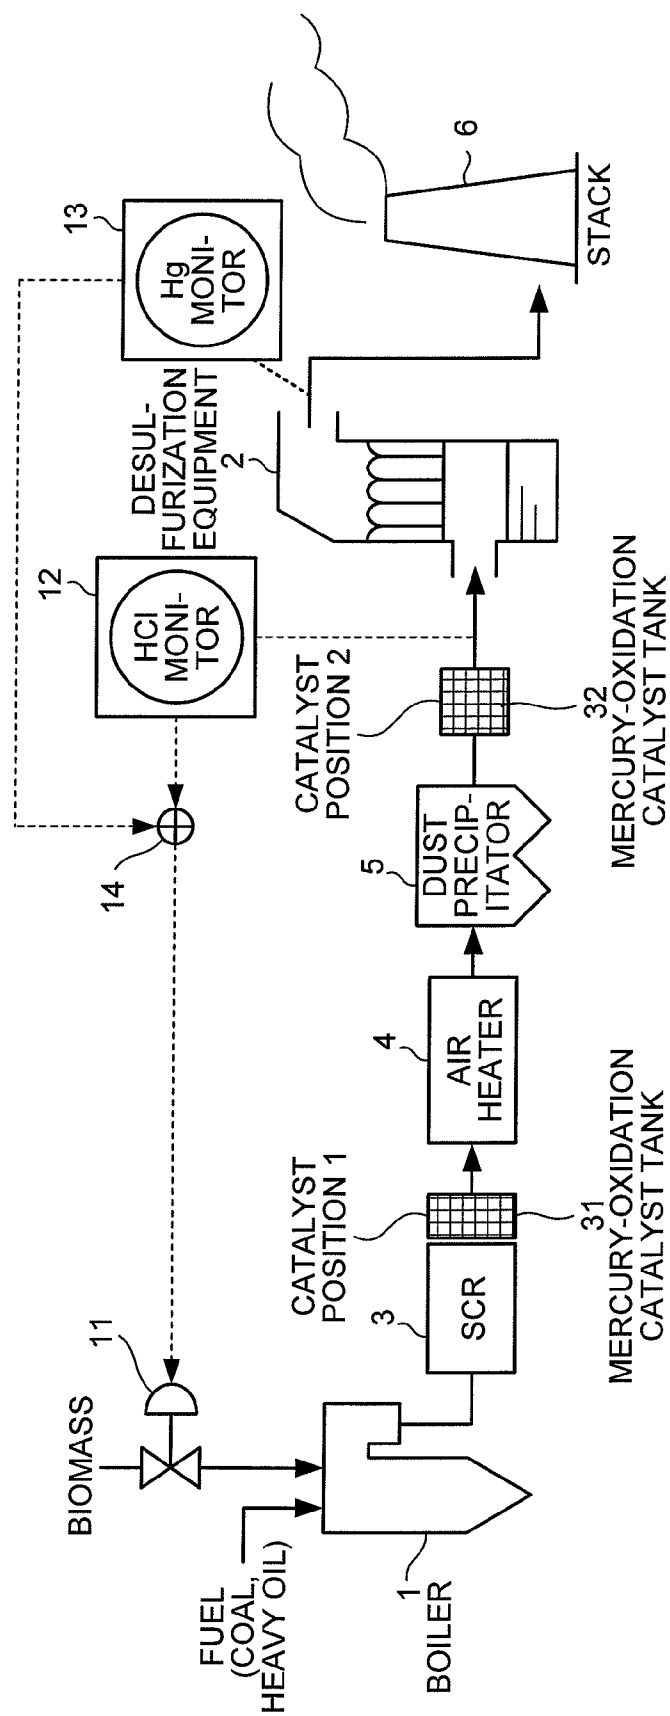 BIOMASS
11
FUEL
(COAL,
HEAVY OIL)
1
BOILER
14
12
HCl
MONI-
TOR
13
Hg
MONI-
TOR
DESUL-
FURIZATION
EQUIPMENT
2
CATALYST
POSITION 1
3
SCR
31
MERCURY-OXIDATION
CATALYST TANK
4
AIR
HEATER
5
DUST
PRECIP-
ITATOR
CATALYST
POSITION 2
32
MERCURY-OXIDATION
CATALYST TANK
6
STACK